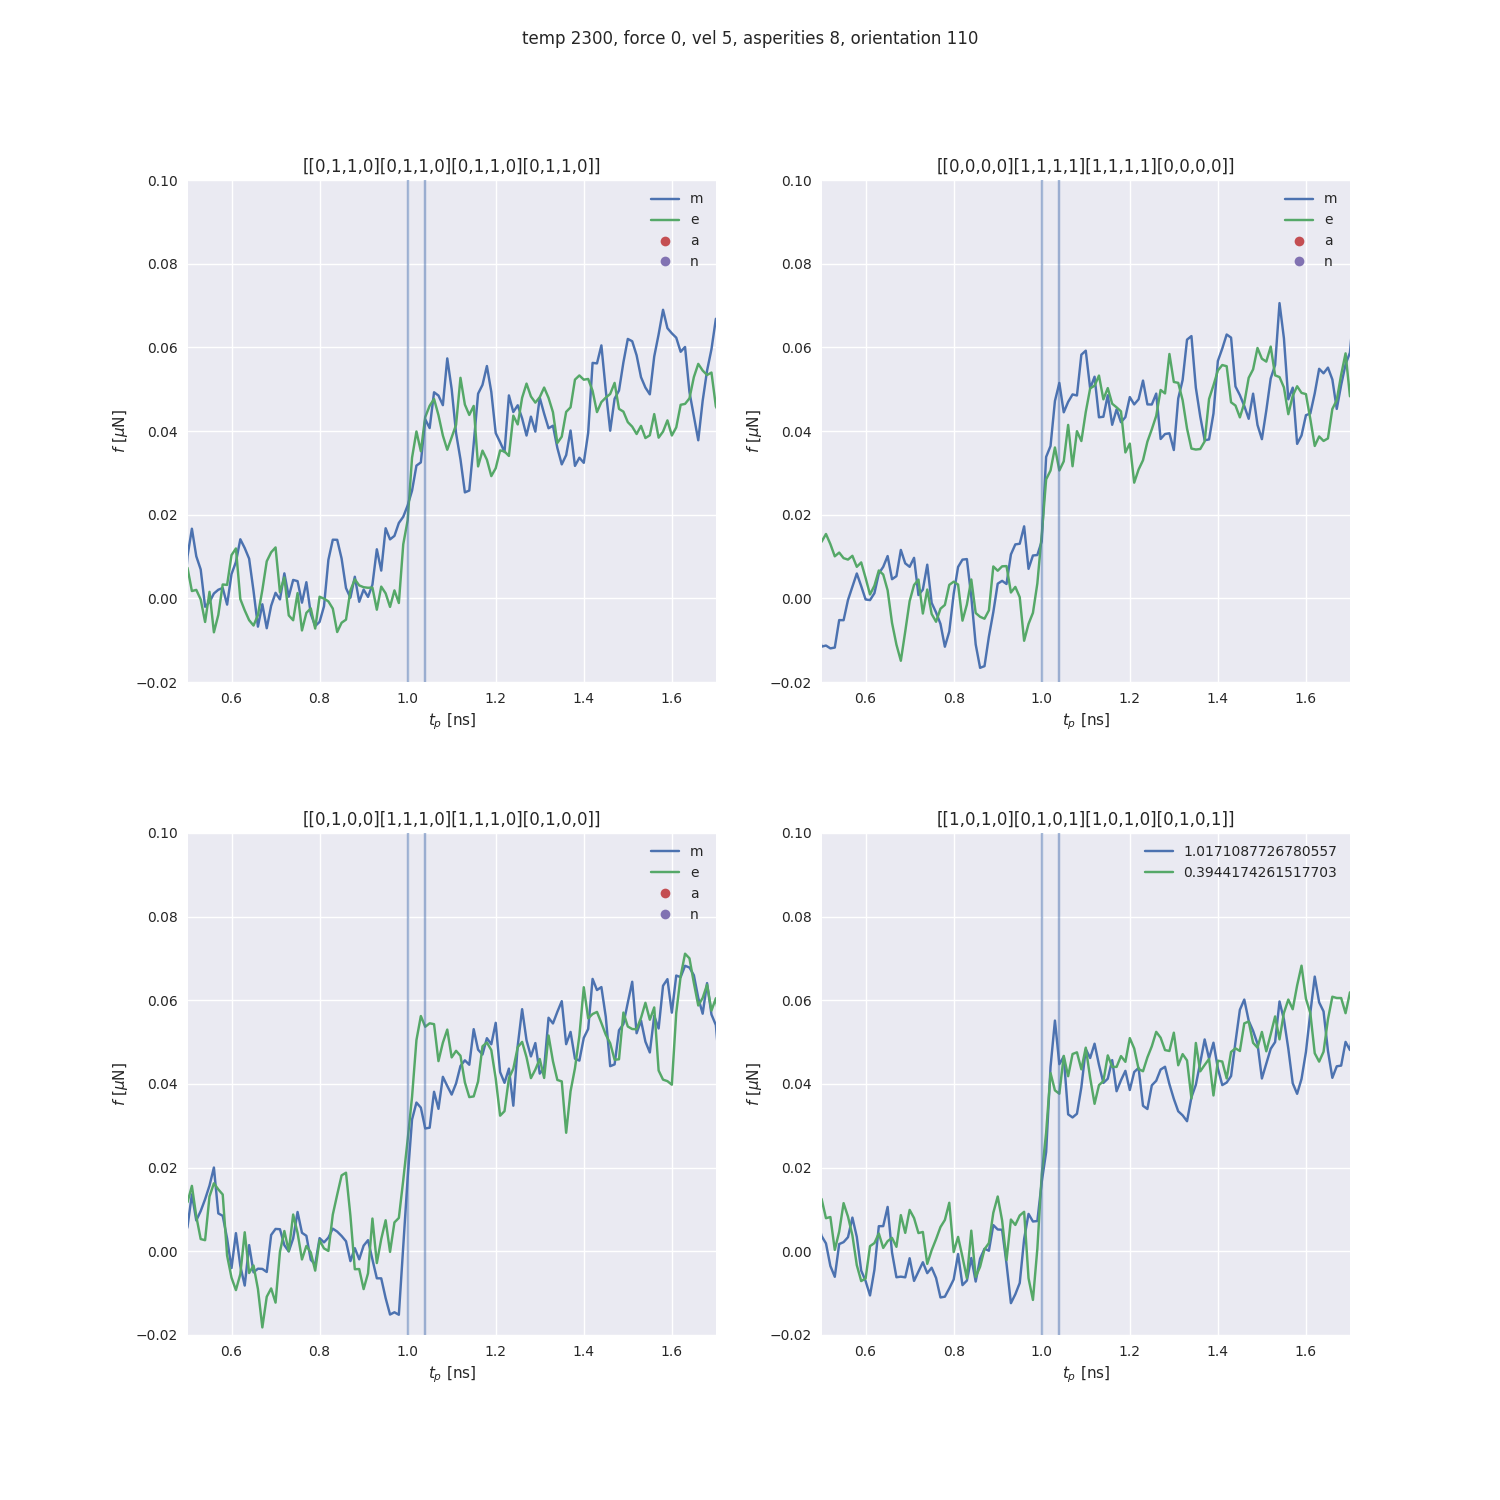 temp 2300, force 0, vel 5, asperities 8, orientation 110
[[0,1,1,0][0,1,1,0][0,1,1,0][0,1,1,0]]
0.10
0.08
0.06
0.04
0.02
0.00
−0.02
f [μN]
m
e
a
n
0.6 0.8 1.0 1.2 1.4 1.6
t_p [ns]
[[0,0,0,0][1,1,1,1][1,1,1,1][0,0,0,0]]
0.10
0.08
0.06
0.04
0.02
0.00
−0.02
f [μN]
m
e
a
n
0.6 0.8 1.0 1.2 1.4 1.6
t_p [ns]
[[0,1,0,0][1,1,1,0][1,1,1,0][0,1,0,0]]
0.10
0.08
0.06
0.04
0.02
0.00
−0.02
f [μN]
m
e
a
n
0.6 0.8 1.0 1.2 1.4 1.6
t_p [ns]
[[1,0,1,0][0,1,0,1][1,0,1,0][0,1,0,1]]
0.10
0.08
0.06
0.04
0.02
0.00
−0.02
f [μN]
1.0171087726780557
0.3944174261517703
0.6 0.8 1.0 1.2 1.4 1.6
t_p [ns]